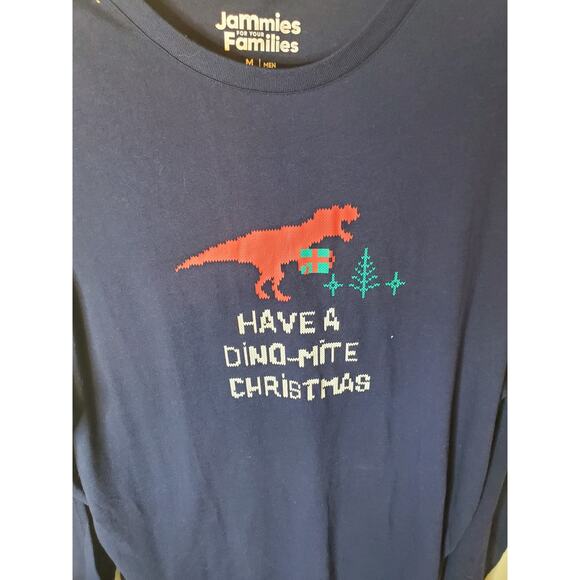 Jammies
FOR YOUR
Families
M | MEN
HAVE A
DiNO-MiTE
CHRiSTMAS